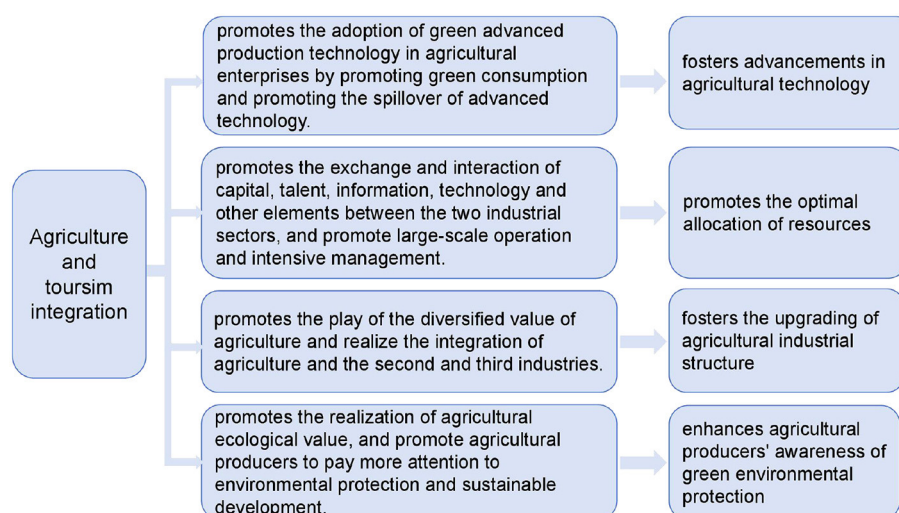 Agriculture
and
toursim
integration
promotes the adoption of green advanced
production technology in agricultural
enterprises by promoting green consumption
and promoting the spillover of advanced
technology.
fosters advancements in
agricultural technology
promotes the exchange and interaction of
capital, talent, information, technology and
other elements between the two industrial
sectors, and promote large-scale operation
and intensive management.
promotes the optimal
allocation of resources
promotes the play of the diversified value of
agriculture and realize the integration of
agriculture and the second and third industries.
fosters the upgrading of
agricultural industrial
structure
promotes the realization of agricultural
ecological value, and promote agricultural
producers to pay more attention to
environmental protection and sustainable
development.
enhances agricultural
producers' awareness of
green environmental
protection